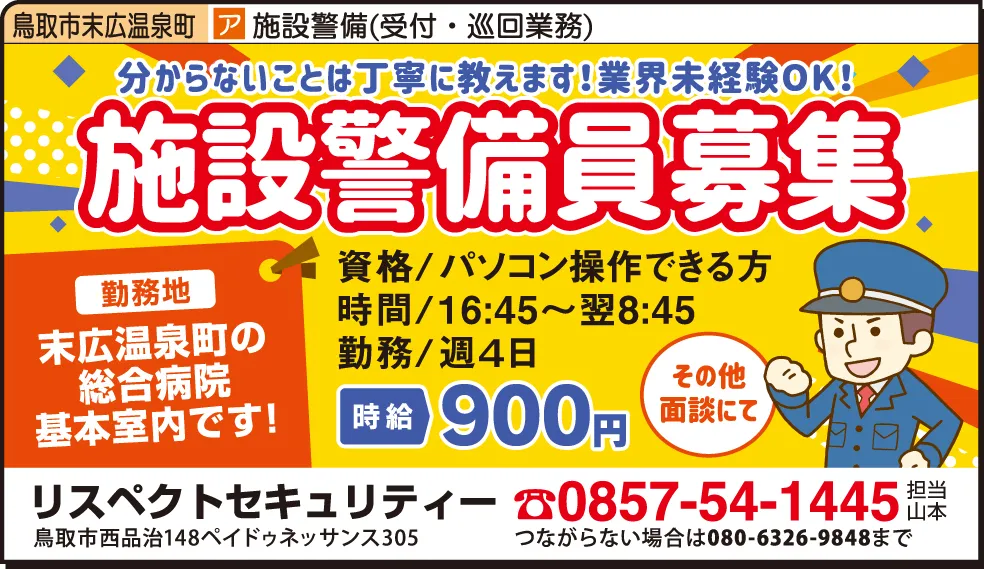 鳥取市末広温泉町 ア 施設警備(受付・巡回業務)
分からないことは丁寧に教えます!業界未経験OK!
施設警備員募集
勤務地
末広温泉町の
総合病院
基本室内です!
資格/パソコン操作できる方
時間/16:45〜翌8:45
勤務/週4日
時給 900円
その他
面談にて
リスペクトセキュリティー
鳥取市西品治148ペイドゥネッサンス305
☎0857-54-1445 担当
山本
つながらない場合は080-6326-9848まで